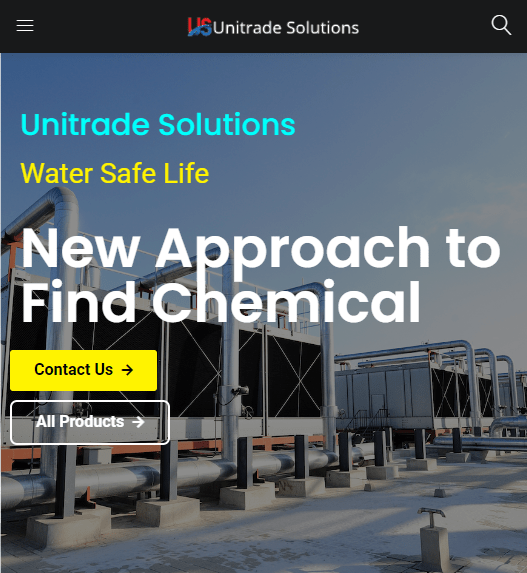 US Unitrade Solutions
Unitrade Solutions
Water Safe Life
New Approach to
Find Chemical
Contact Us →
All Products →